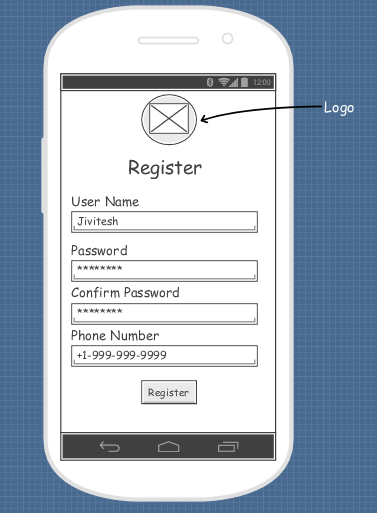 12:00
Logo
Register
User Name
Jivitesh
Password
********
Confirm Password
********
Phone Number
+1-999-999-9999
Register